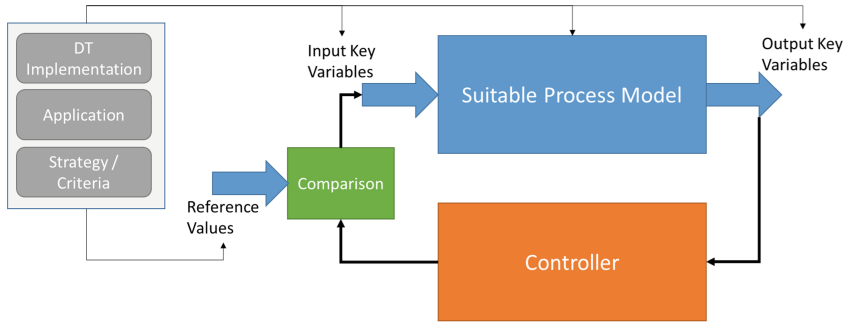 DT
Implementation
Application
Strategy /
Criteria
Input Key
Variables
Suitable Process Model
Output Key
Variables
Comparison
Reference
Values
Controller